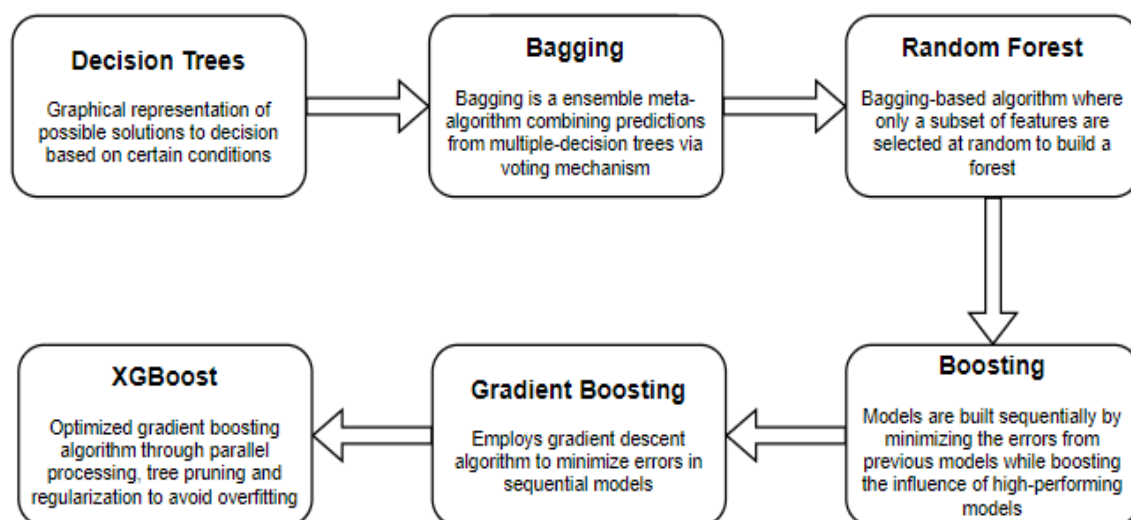 Decision Trees
Graphical representation of
possible solutions to decision
based on certain conditions
Bagging
Bagging is a ensemble meta-
algorithm combining predictions
from multiple-decision trees via
voting mechanism
Random Forest
Bagging-based algorithm where
only a subset of features are
selected at random to build a
forest
Boosting
Models are built sequentially by
minimizing the errors from
previous models while boosting
the influence of high-performing
models
Gradient Boosting
Employs gradient descent
algorithm to minimize errors in
sequential models
XGBoost
Optimized gradient boosting
algorithm through parallel
processing, tree pruning and
regularization to avoid overfitting